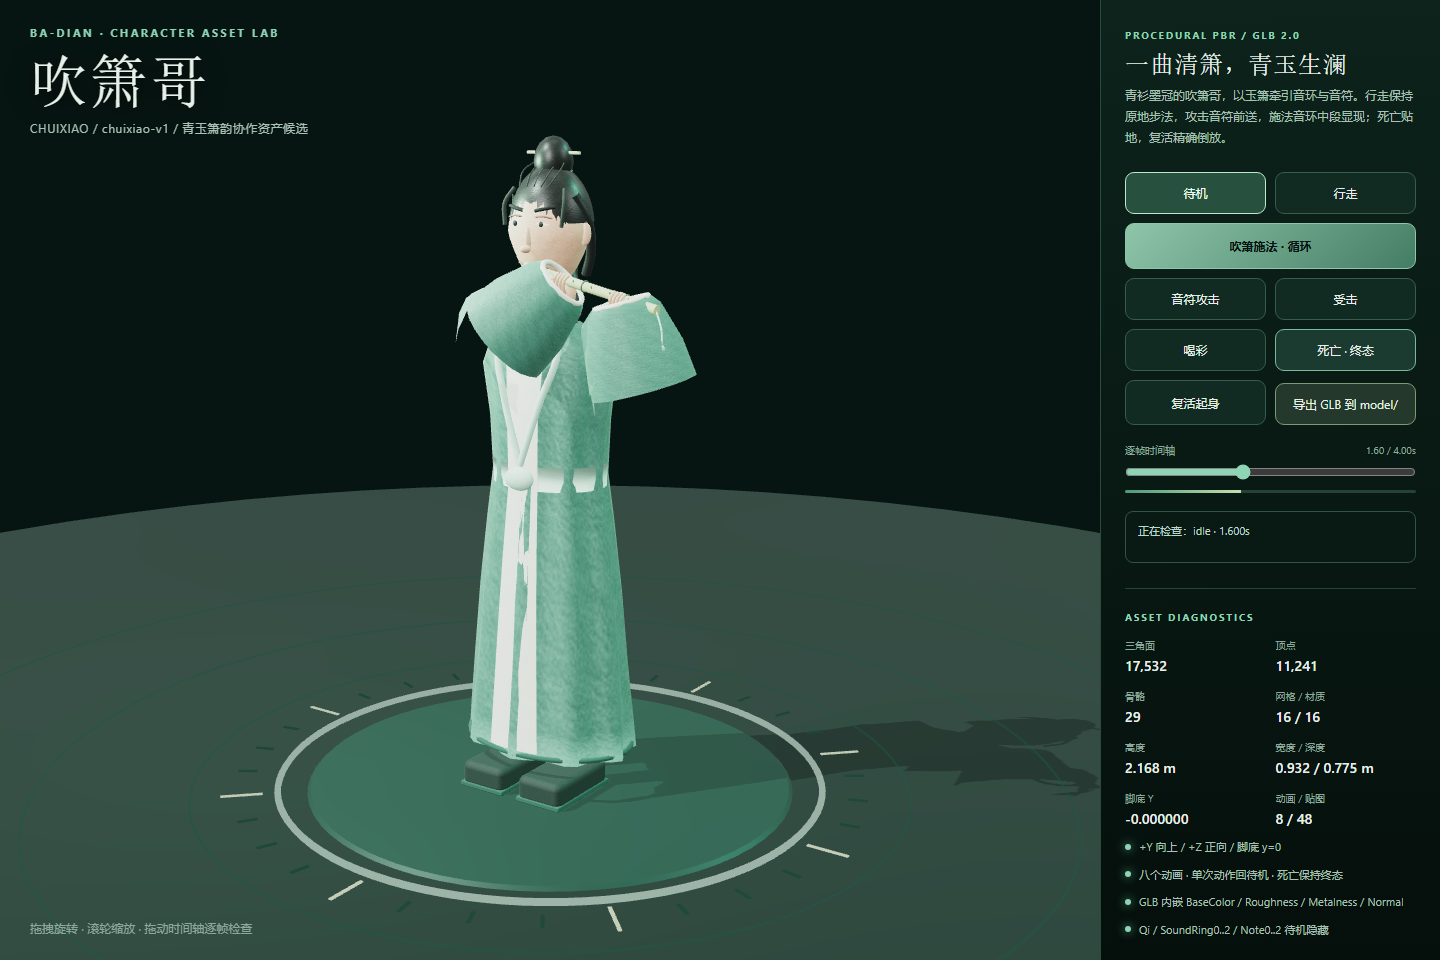 BA-DIAN · CHARACTER ASSET LAB
吹箫哥
CHUIXIAO / chuixiao-v1 / 青玉箫韵协作资产候选
拖拽旋转 · 滚轮缩放 · 拖动时间轴逐帧检查
PROCEDURAL PBR / GLB 2.0
一曲清箫，青玉生澜
青衫墨冠的吹箫哥，以玉箫牵引音环与音符。行走保持
原地步法，攻击音符前送，施法音环中段显现；死亡贴
地，复活精确倒放。
待机
行走
吹箫施法 · 循环
音符攻击
受击
喝彩
死亡 · 终态
复活起身
导出 GLB 到 model/
逐帧时间轴
1.60 / 4.00s
正在检查：idle · 1.600s
ASSET DIAGNOSTICS
三角面
顶点
17,532
11,241
骨骼
网格 / 材质
29
16 / 16
高度
宽度 / 深度
2.168 m
0.932 / 0.775 m
脚底 Y
动画 / 贴图
-0.000000
8 / 48
+Y 向上 / +Z 正向 / 脚底 y=0
八个动画 · 单次动作回待机 · 死亡保持终态
GLB 内嵌 BaseColor / Roughness / Metalness / Normal
Qi / SoundRing0..2 / Note0..2 待机隐藏